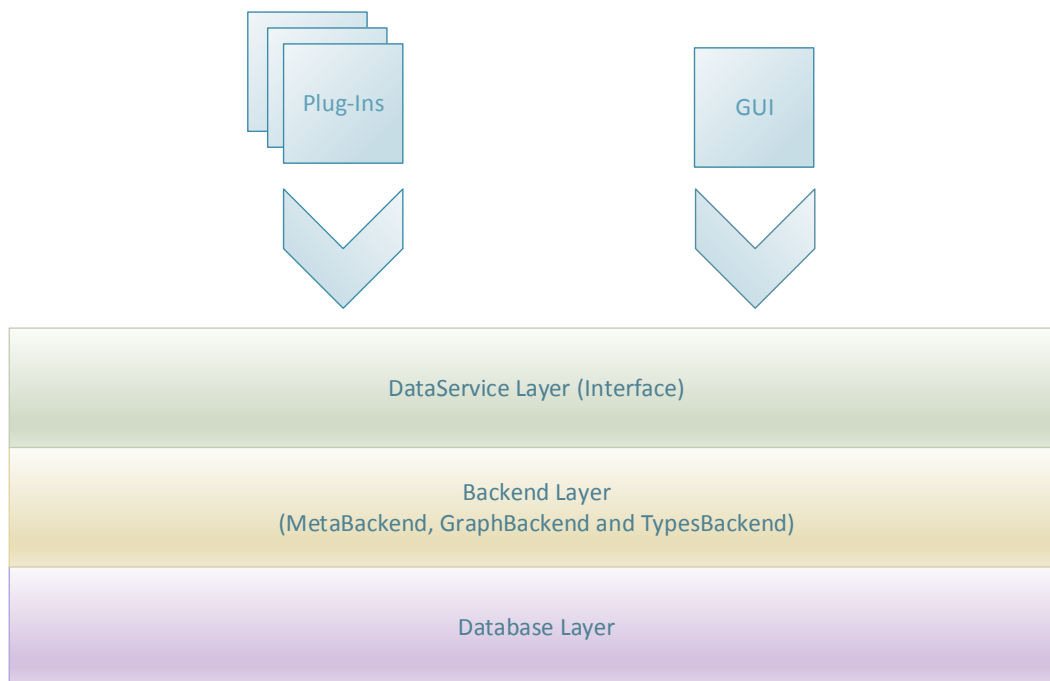 Plug-Ins
GUI
DataService Layer (Interface)
Backend Layer
(MetaBackend, GraphBackend and TypesBackend)
Database Layer